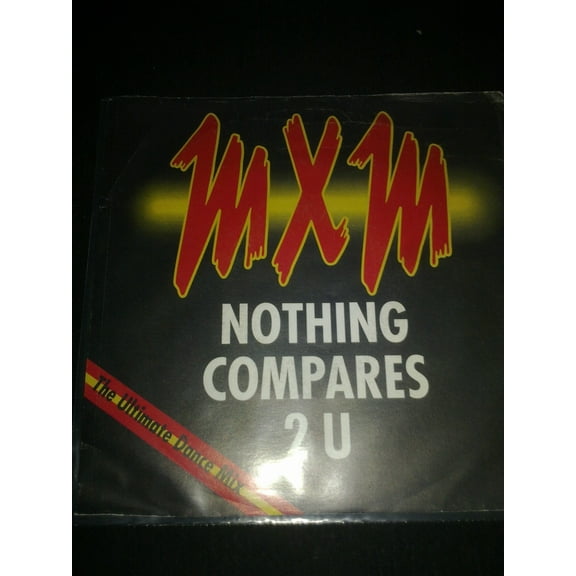 MXM
NOTHING
COMPARES
2 U
The Ultimate Dance Mix